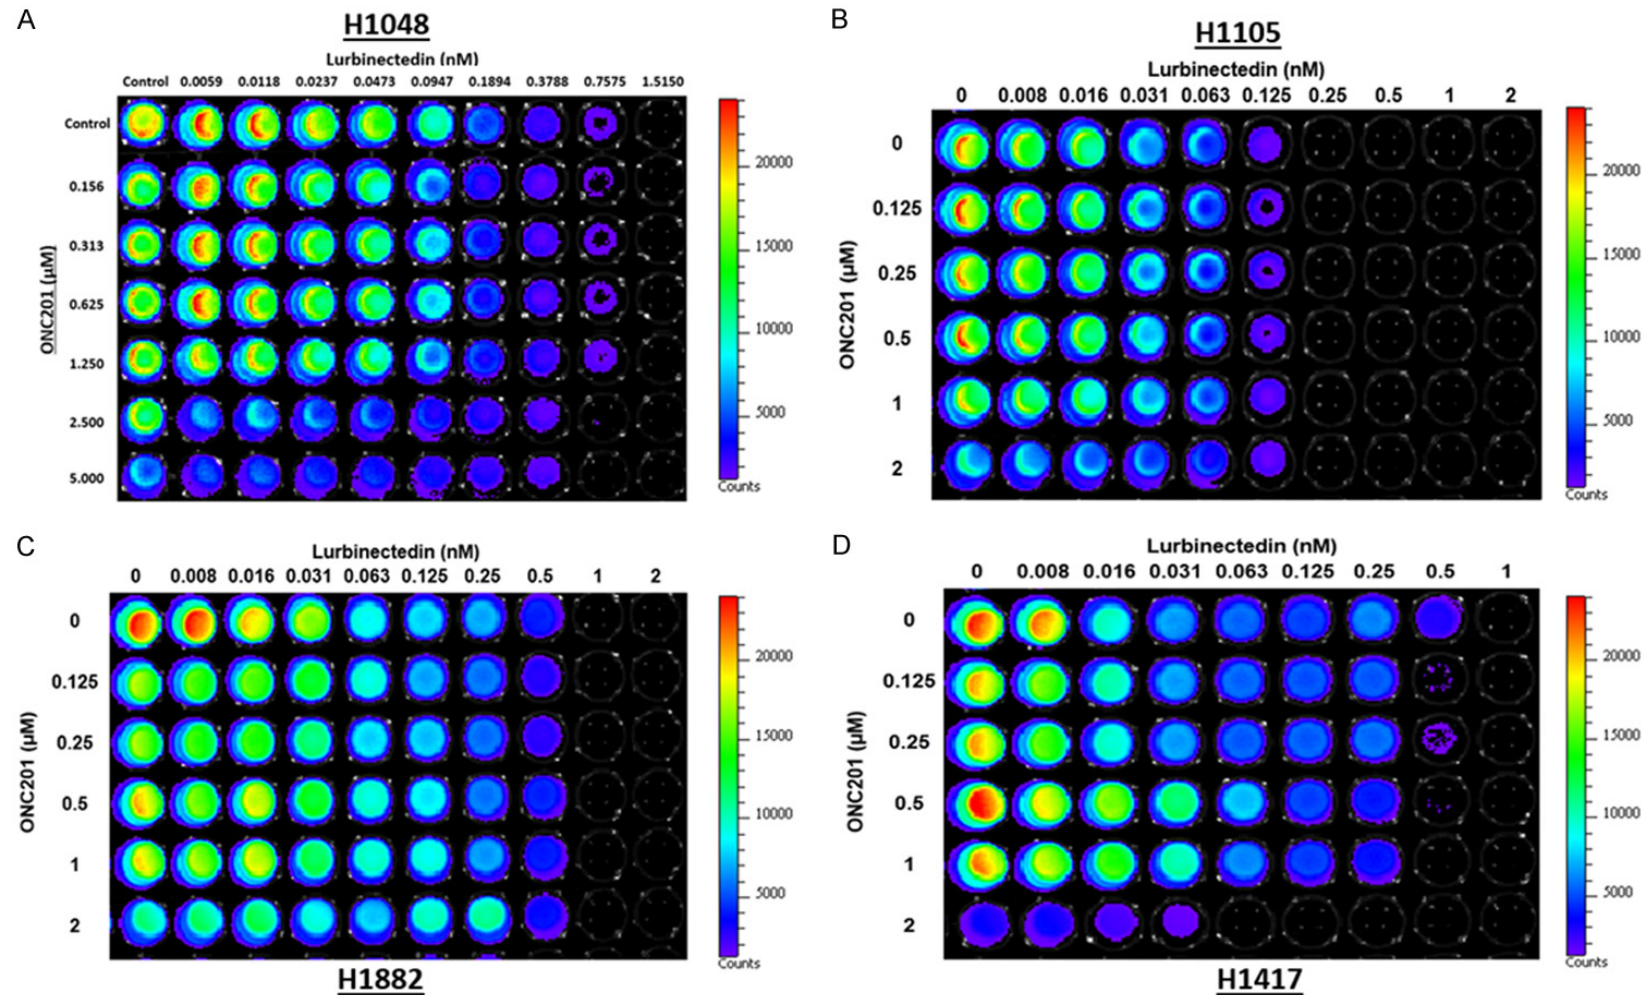 A
H1048
Lurbinectedin (nM)
Control 0.0059 0.0118 0.0237 0.0473 0.0947 0.1894 0.3788 0.7575 1.5150
ONC201 (µM)
Control
0.156
0.313
0.625
1.250
2.500
5.000
20000
15000
10000
5000
Counts
B
H1105
Lurbinectedin (nM)
0 0.008 0.016 0.031 0.063 0.125 0.25 0.5 1 2
ONC201 (µM)
0
0.125
0.25
0.5
1
2
20000
15000
10000
5000
Counts
C
Lurbinectedin (nM)
0 0.008 0.016 0.031 0.063 0.125 0.25 0.5 1 2
ONC201 (µM)
0
0.125
0.25
0.5
1
2
20000
15000
10000
5000
Counts
H1882
D
Lurbinectedin (nM)
0 0.008 0.016 0.031 0.063 0.125 0.25 0.5 1
ONC201 (µM)
0
0.125
0.25
0.5
1
2
20000
15000
10000
5000
Counts
H1417